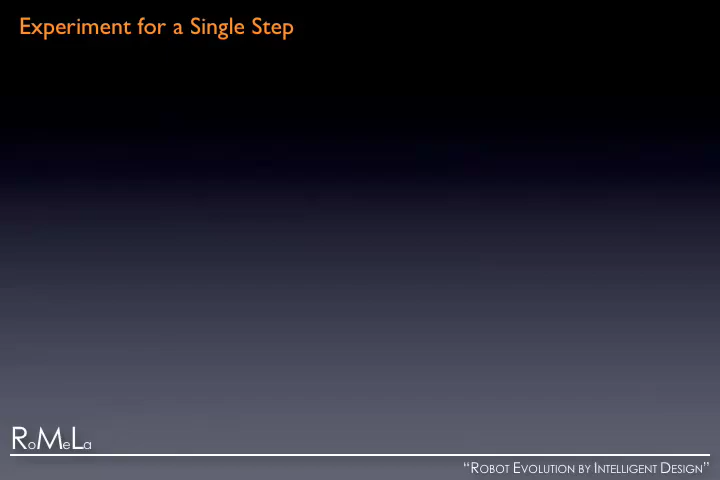 Experiment for a Single Step
RoMeLa
“ROBOT EVOLUTION BY INTELLIGENT DESIGN”